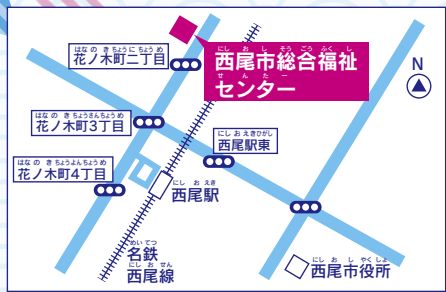 はなのきちょうにちょうめ
花ノ木町二丁目
にしおしそうごうふくし
西尾市総合福祉
せんたー
センター
N
はなのきちょうさんちょうめ
花ノ木町3丁目
にしおえきひがし
西尾駅東
はなのきちょうよんちょうめ
花ノ木町4丁目
にしおえき
西尾駅
めいてつ
名鉄
にしおせん
西尾線
にしおしやくしょ
西尾市役所